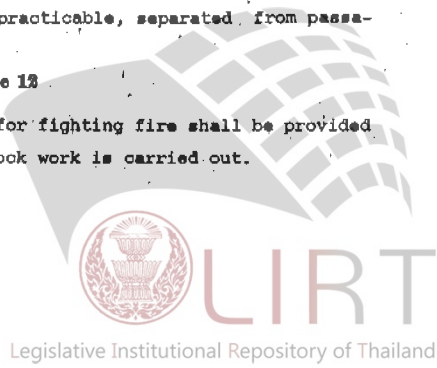 practicable, separated from passa-
e 12
for fighting fire shall be provided
ook work is carried out.
LIRT
Legislative Institutional Repository of Thailand